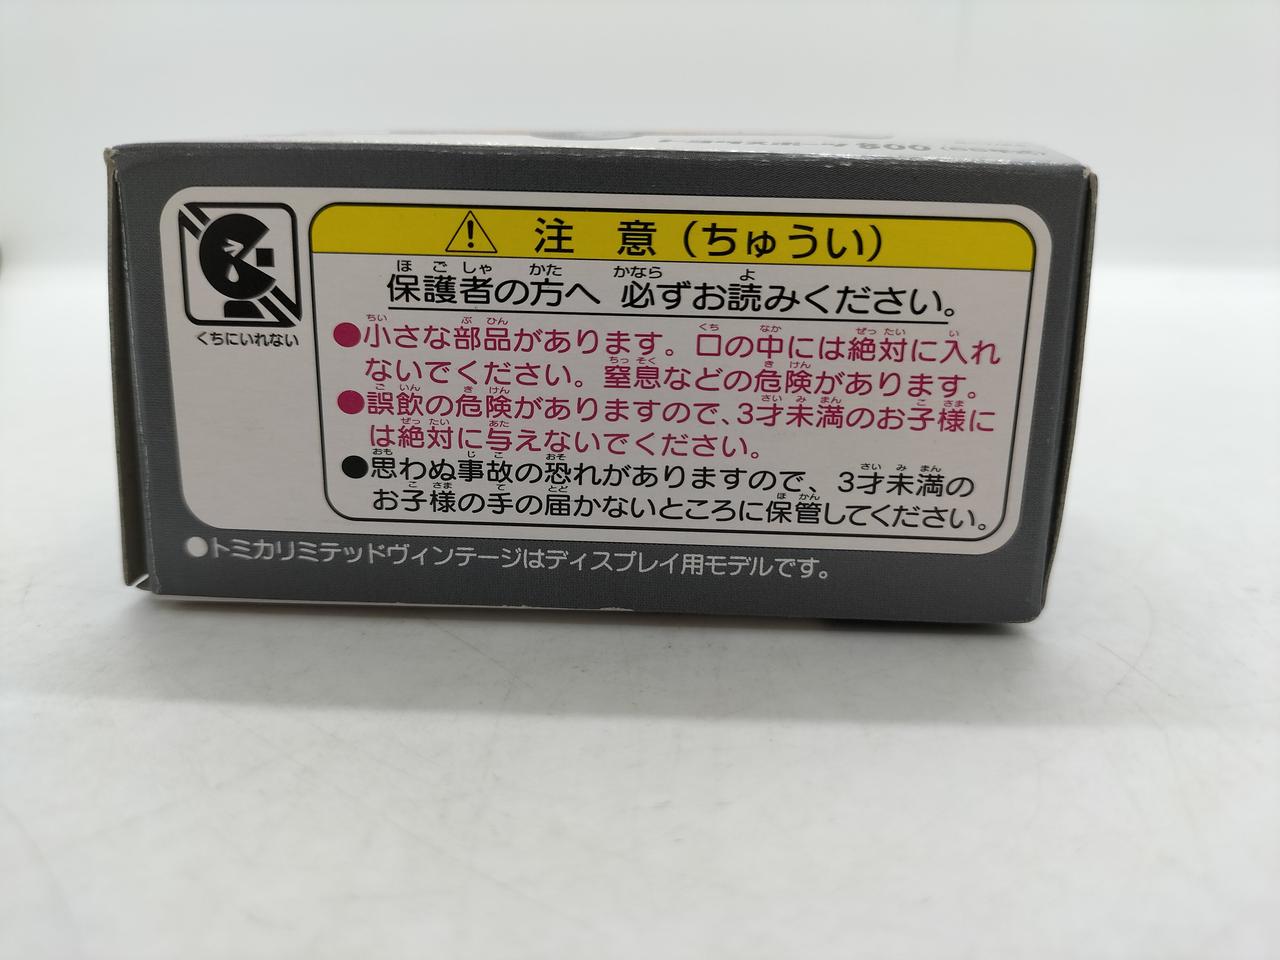 800
注 意（ちゅうい）
くちにいれない
保護者の方へ 必ずお読みください。
●小さな部品があります。口の中には絶対に入れ
ないでください。窒息などの危険があります。
●誤飲の危険がありますので、3才未満のお子様に
は絶対に与えないでください。
●思わぬ事故の恐れがありますので、3才未満の
お子様の手の届かないところに保管してください。
●トミカリミテッドヴィンテージはディスプレイ用モデルです。